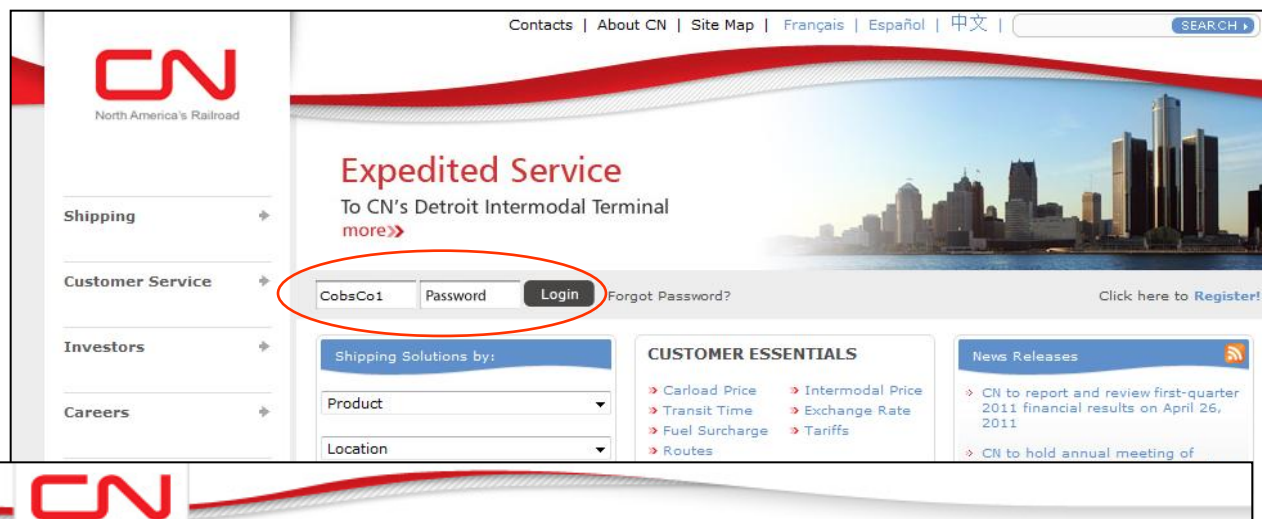 Contacts | About CN | Site Map | Français | Español | 中文 | SEARCH
CN
North America's Railroad
Expedited Service
To CN's Detroit Intermodal Terminal
more
Shipping
Customer Service
Investors
Careers
CobsCo1 Password Login Forgot Password? Click here to Register!
Shipping Solutions by:
Product
Location
CUSTOMER ESSENTIALS
Carload Price Intermodal Price
Transit Time Exchange Rate
Fuel Surcharge Tariffs
Routes
News Releases
CN to report and review first-quarter
2011 financial results on April 26,
2011
CN to hold annual meeting of
CN